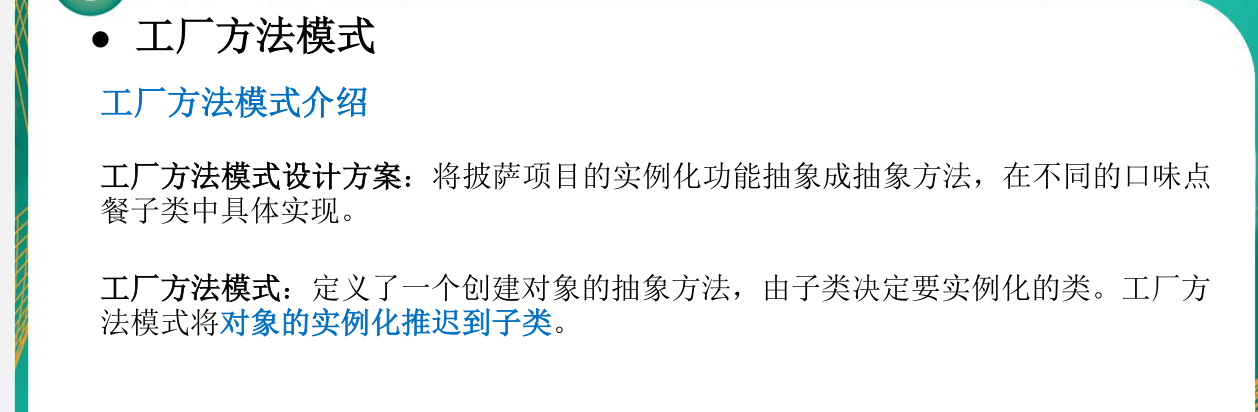 ● 工厂方法模式
工厂方法模式介绍
工厂方法模式设计方案：将披萨项目的实例化功能抽象成抽象方法，在不同的口味点
餐子类中具体实现。
工厂方法模式：定义了一个创建对象的抽象方法，由子类决定要实例化的类。工厂方
法模式将对象的实例化推迟到子类。